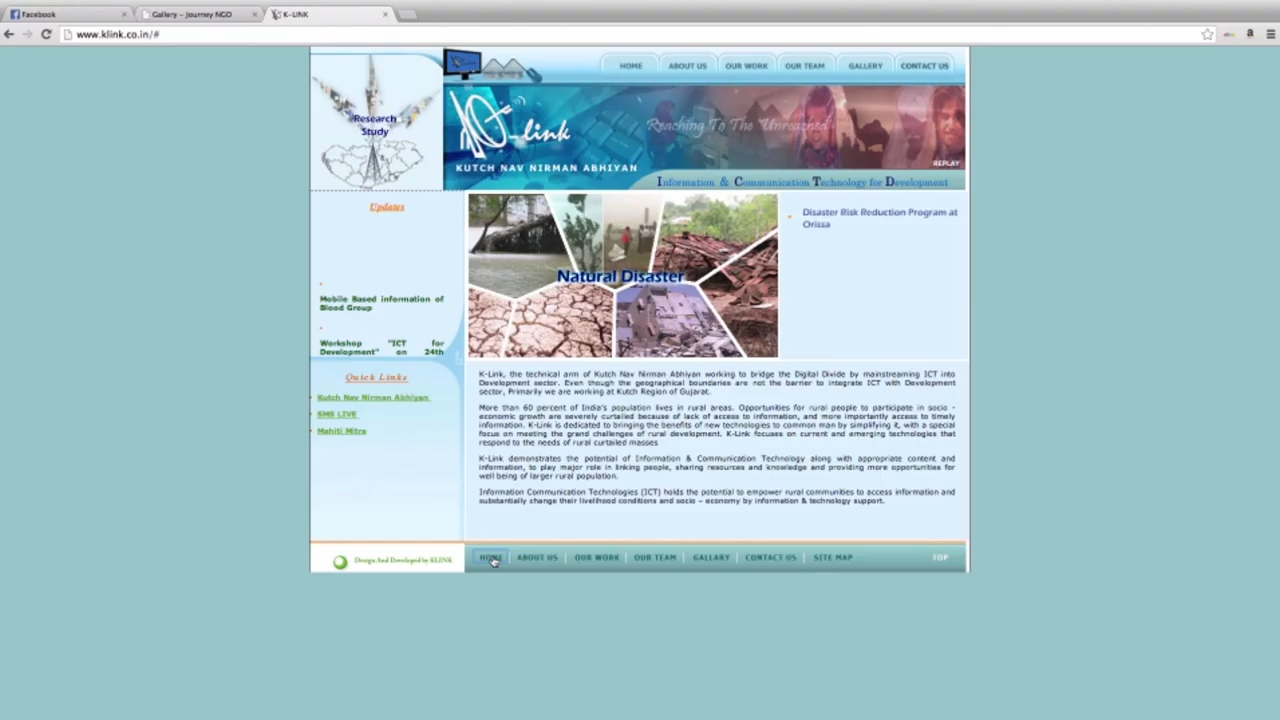 Facebook
Gallery - Journey NGO
K-LINK
www.klink.co.in/#
HOME
ABOUT US
OUR WORK
OUR TEAM
GALLERY
CONTACT US
Research
Study
K-link
Reaching To The "Unreached"
REPLAY
KUTCH NAV NIRMAN ABHIYAN
Information & Communication Technology for Development
Updates
Mobile Based information of
Blood Group
Workshop "ICT for
Development" on 24th
Natural Disaster
Disaster Risk Reduction Program at
Orissa
Quick Links
Kutch Nav Nirman Abhiyan
SMS LIVE
Mahiti Mitra
K-Link, the technical arm of Kutch Nav Nirman Abhiyan working to bridge the Digital Divide by mainstreaming ICT into
Development sector. Even though the geographical boundaries are not the barrier to integrate ICT with Development
sector, Primarily we are working at Kutch Region of Gujarat.
More than 60 percent of India's population lives in rural areas. Opportunities for rural people to participate in socio -
economic growth are severely curtailed because of lack of access to information, and more importantly access to timely
information. K-Link is dedicated to bringing the benefits of new technologies to common man by simplifying it, with a special
focus on meeting the grand challenges of rural development. K-Link focuses on current and emerging technologies that
respond to the needs of rural curtailed masses
K-Link demonstrates the potential of Information & Communication Technology along with appropriate content and
information, to play major role in linking people, sharing resources and knowledge and providing more opportunities for
well being of larger rural population.
Information Communication Technologies (ICT) holds the potential to empower rural communities to access information and
substantially change their livelihood conditions and socio - economy by information & technology support.
Design And Developed by KLINK
HOME
ABOUT US
OUR WORK
OUR TEAM
GALLARY
CONTACT US
SITE MAP
TOP